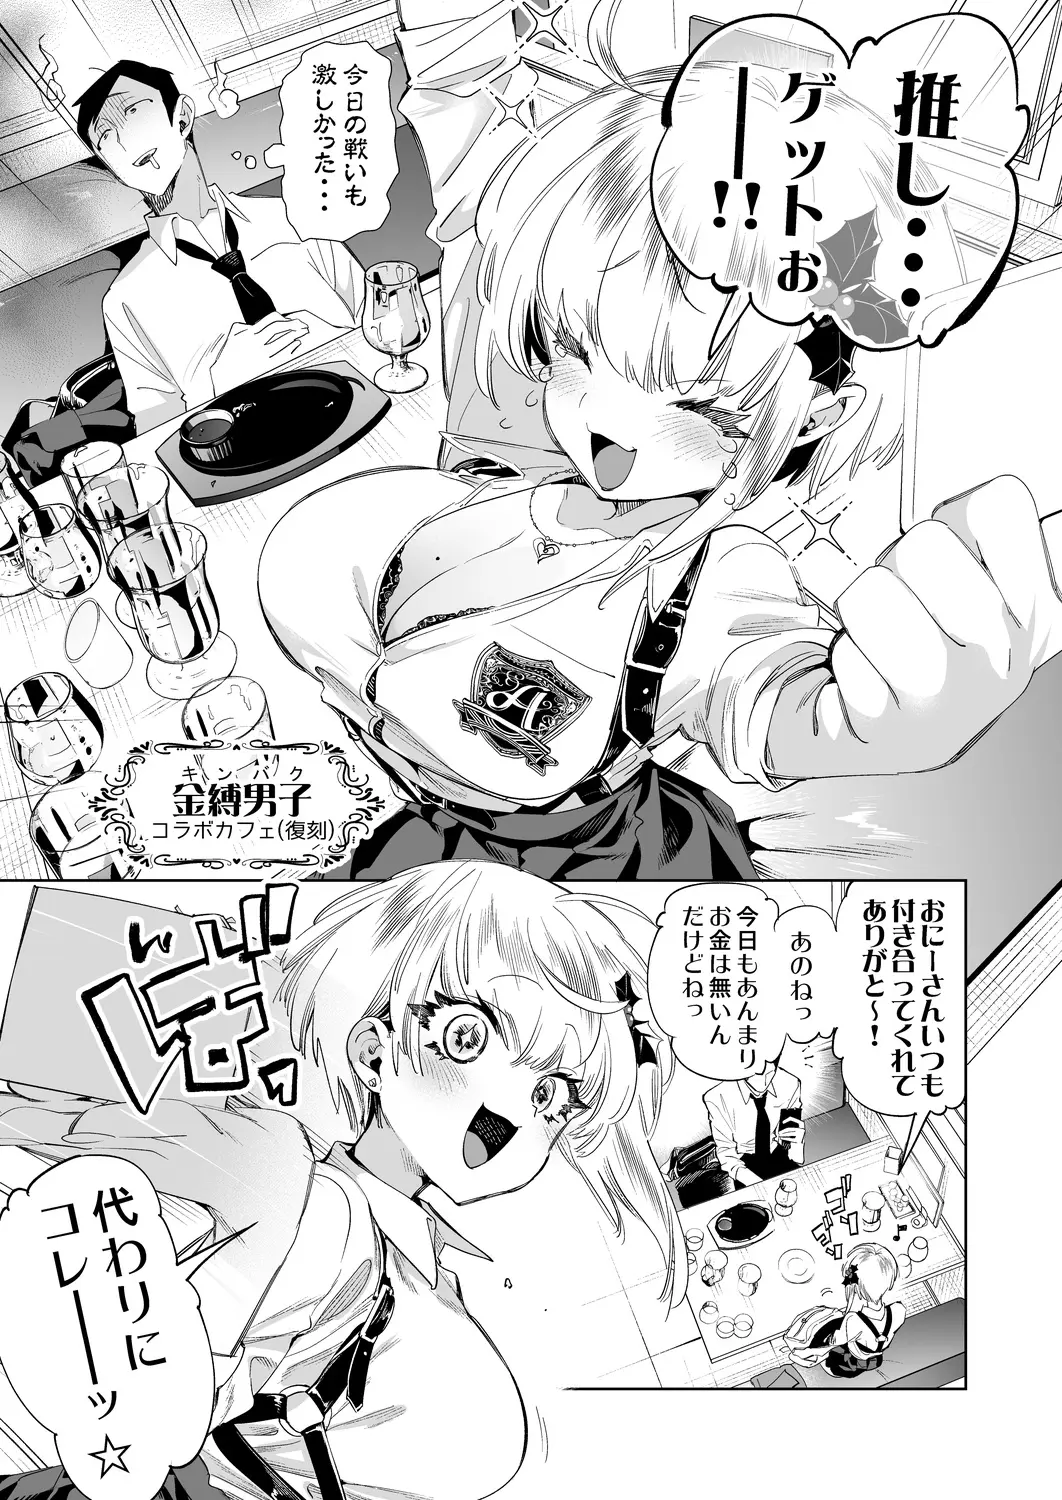 推し・・・
ゲットぉ
ーー!!
今日の戦いも
激しかった・・・
キンバク
金縛男子
コラボカフェ(復刻)
A
おにーさんいつも
付き合ってくれて
ありがと〜!
あのねっ
今日もあんまり
お金は無いん
だけどねっ
ゴソ
ゴソ
♪
代わりに
コレーーッ☆